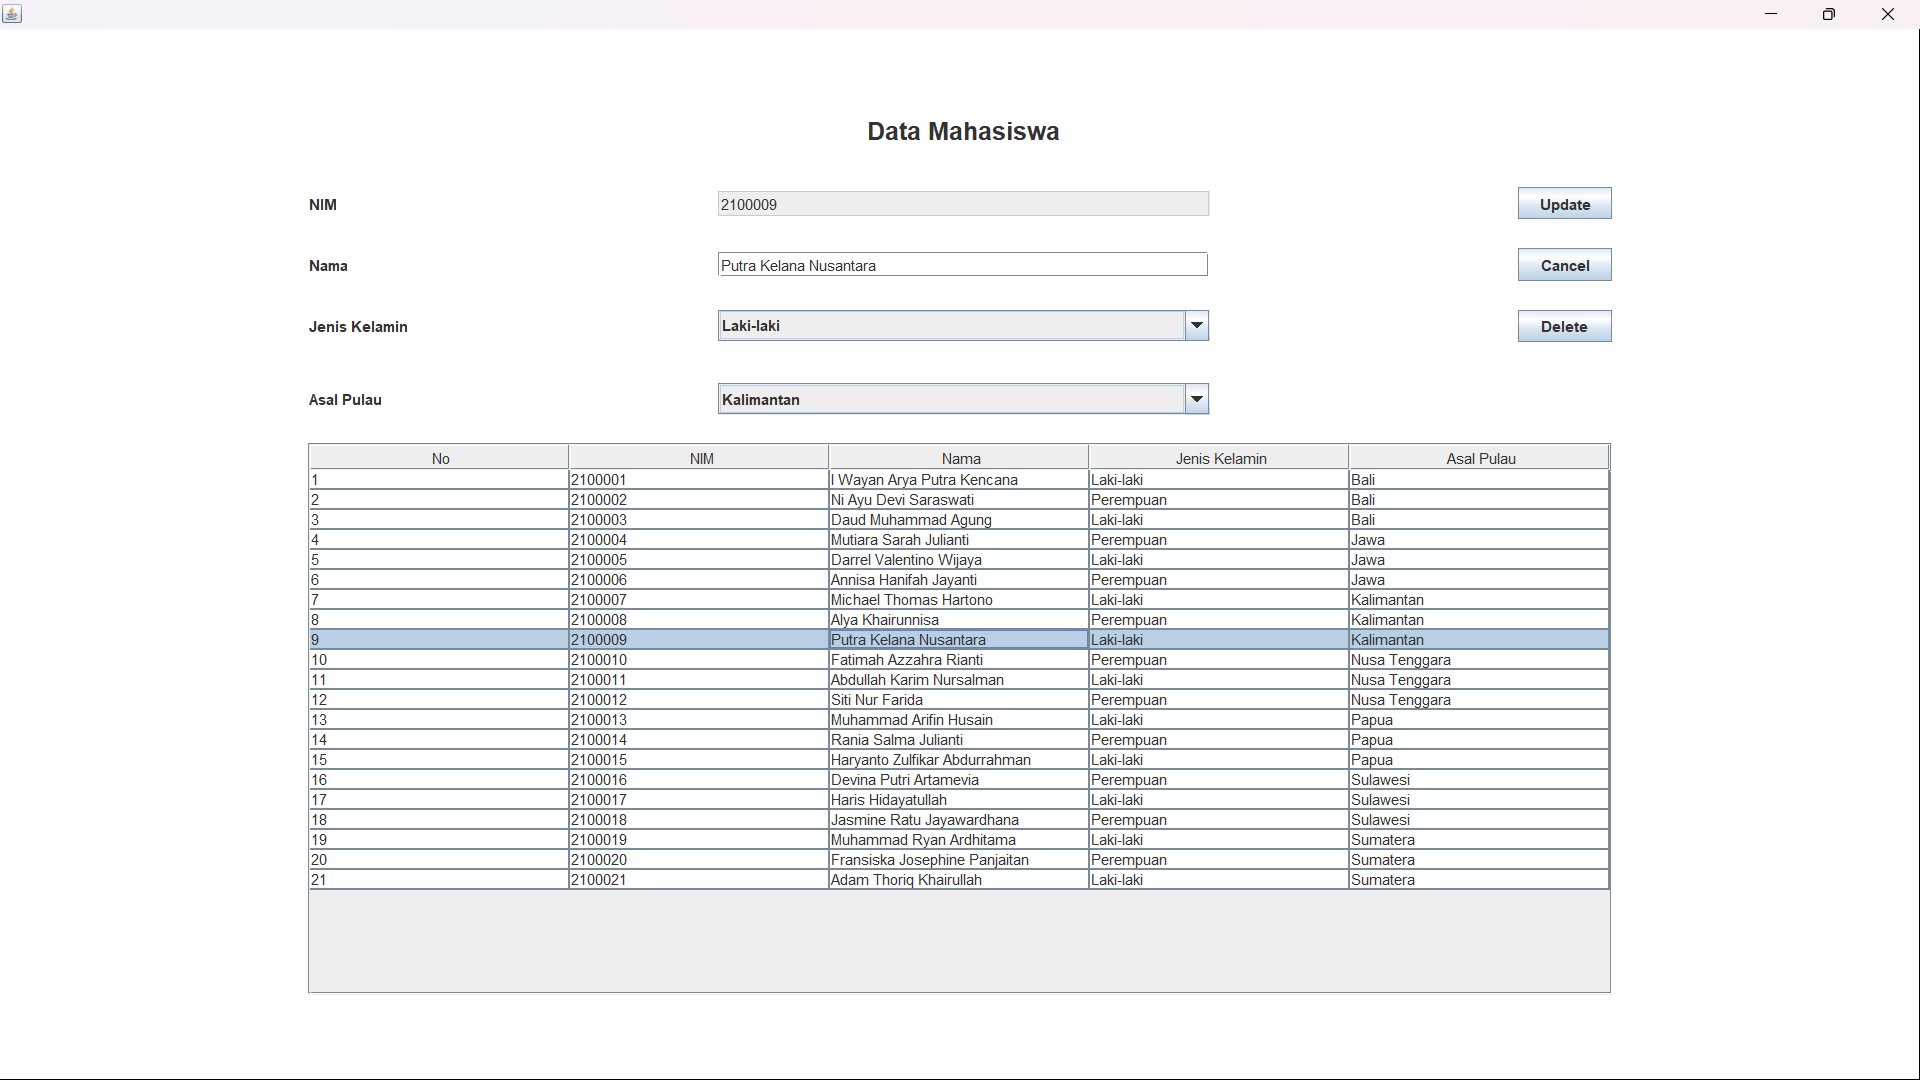 Data Mahasiswa
NIM 2100009 Update
Nama Putra Kelana Nusantara Cancel
Jenis Kelamin Laki-laki Delete
Asal Pulau Kalimantan
No NIM Nama Jenis Kelamin Asal Pulau
1 2100001 I Wayan Arya Putra Kencana Laki-laki Bali
2 2100002 Ni Ayu Devi Saraswati Perempuan Bali
3 2100003 Daud Muhammad Agung Laki-laki Bali
4 2100004 Mutiara Sarah Julianti Perempuan Jawa
5 2100005 Darrel Valentino Wijaya Laki-laki Jawa
6 2100006 Annisa Hanifah Jayanti Perempuan Jawa
7 2100007 Michael Thomas Hartono Laki-laki Kalimantan
8 2100008 Alya Khairunnisa Perempuan Kalimantan
9 2100009 Putra Kelana Nusantara Laki-laki Kalimantan
10 2100010 Fatimah Azzahra Rianti Perempuan Nusa Tenggara
11 2100011 Abdullah Karim Nursalman Laki-laki Nusa Tenggara
12 2100012 Siti Nur Farida Perempuan Nusa Tenggara
13 2100013 Muhammad Arifin Husain Laki-laki Papua
14 2100014 Rania Salma Julianti Perempuan Papua
15 2100015 Haryanto Zulfikar Abdurrahman Laki-laki Papua
16 2100016 Devina Putri Artamevia Perempuan Sulawesi
17 2100017 Haris Hidayatullah Laki-laki Sulawesi
18 2100018 Jasmine Ratu Jayawardhana Perempuan Sulawesi
19 2100019 Muhammad Ryan Ardhitama Laki-laki Sumatera
20 2100020 Fransiska Josephine Panjaitan Perempuan Sumatera
21 2100021 Adam Thoriq Khairullah Laki-laki Sumatera